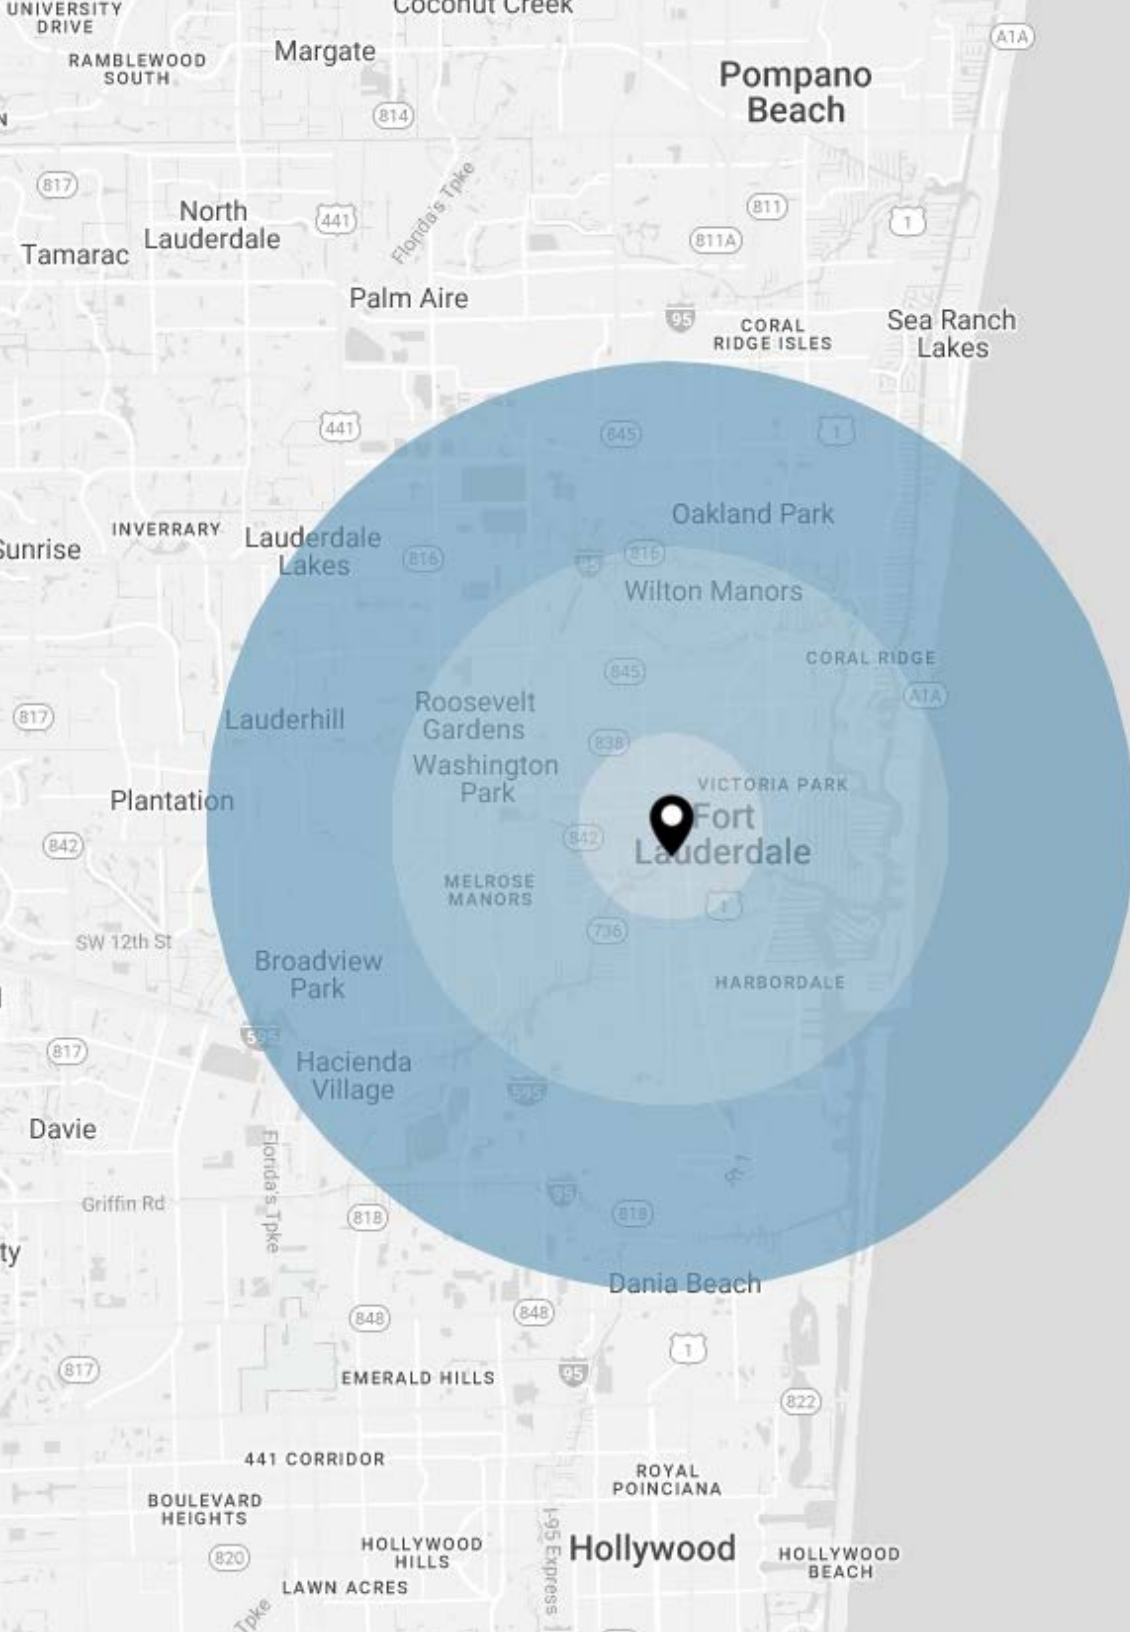 UNIVERSITY
DRIVE
Coconut Creek
A1A
RAMBLEWOOD
SOUTH
Margate
Pompano
Beach
814
817
North
Lauderdale
441
Florida's Tpke
811
1
811A
Tamarac
Palm Aire
95
CORAL
RIDGE ISLES
Sea Ranch
Lakes
441
845
1
Oakland Park
INVERRARY
Lauderdale
Lakes
Sunrise
816
95
816
Wilton Manors
CORAL RIDGE
845
A1A
817
Lauderhill
Roosevelt
Gardens
838
Washington
Park
VICTORIA PARK
Plantation
Fort
Lauderdale
842
842
MELROSE
MANORS
1
736
SW 12th St
Broadview
Park
HARBORDALE
595
817
Hacienda
Village
595
Davie
Florida's Tpke
Griffin Rd
95
818
818
ty
Dania Beach
848
848
1
817
EMERALD HILLS
95
822
441 CORRIDOR
ROYAL
POINCIANA
BOULEVARD
HEIGHTS
I-95 Express
820
HOLLYWOOD
HILLS
Hollywood
HOLLYWOOD
BEACH
LAWN ACRES
Tpke